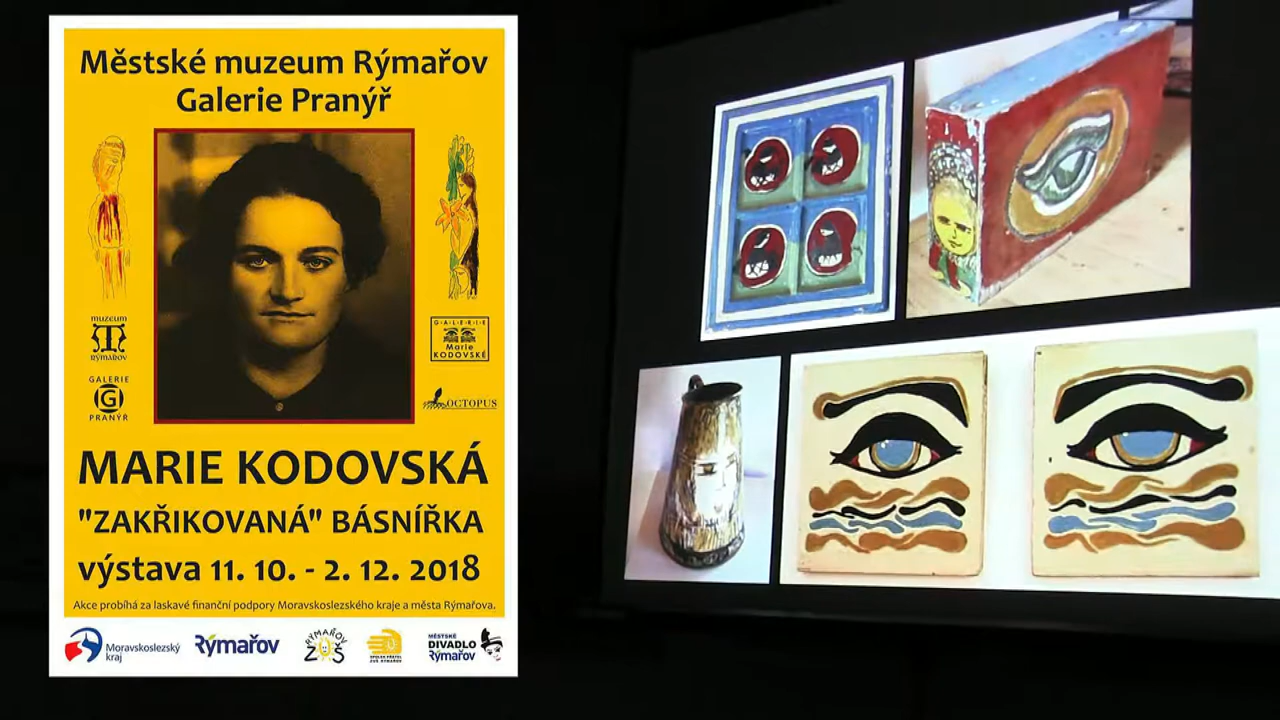 Městské muzeum Rýmařov
Galerie Pranýř
MUZEUM
RÝMAŘOV
GALERIE
G
PRANÝŘ
GALERIE
Marie
KODOVSKÉ
OCTOPUS
MARIE KODOVSKÁ
"ZAKŘIKOVANÁ" BÁSNÍŘKA
výstava 11. 10. - 2. 12. 2018
Akce probíhá za laskavé finanční podpory Moravskoslezského kraje a města Rýmařova.
Moravskoslezský
kraj
Rýmařov
RÝMAŘOV
ZUŠ
MĚSTSKÉ
DIVADLO
Rýmařov